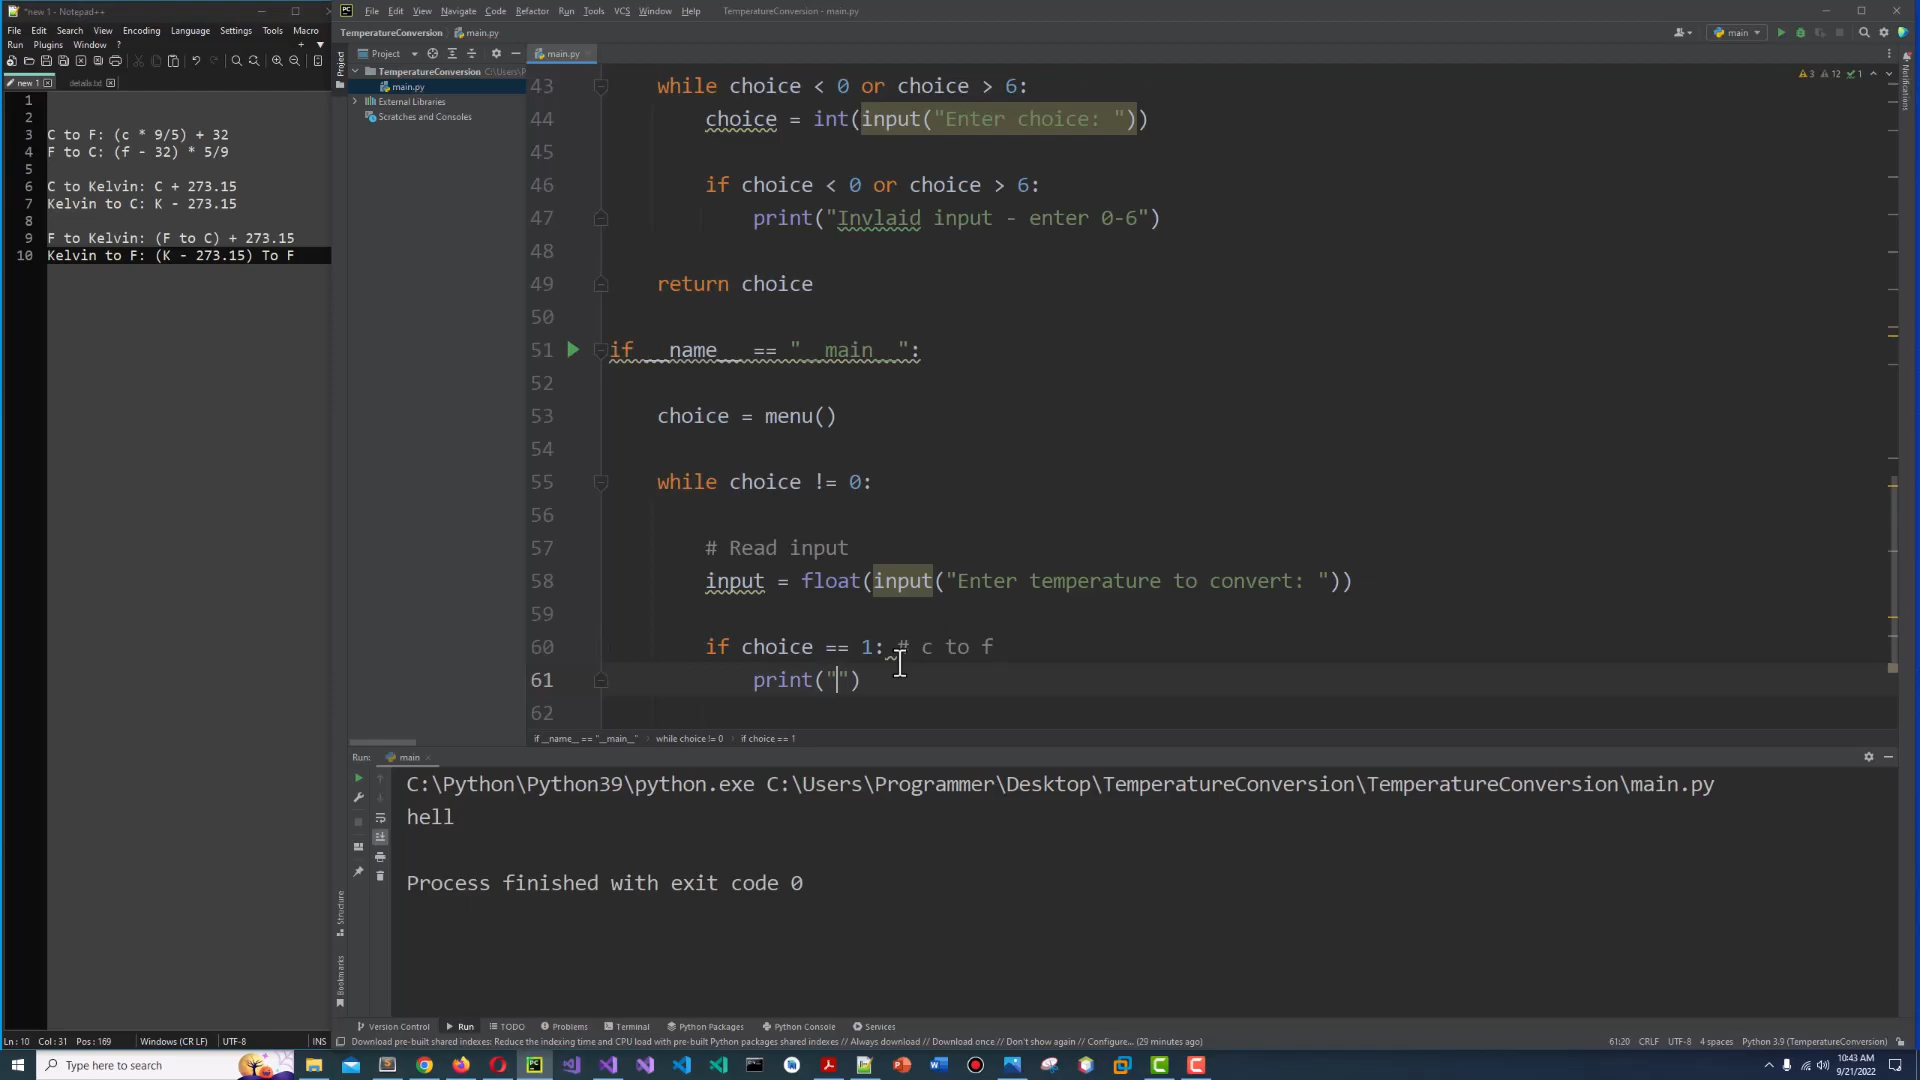 *new 1 - Notepad++
File Edit Search View Encoding Language Settings Tools Macro
Run Plugins Window ?
new 1 details.txt
1
2
3 C to F: (c * 9/5) + 32
4 F to C: (f - 32) * 5/9
5
6 C to Kelvin: C + 273.15
7 Kelvin to C: K - 273.15
8
9 F to Kelvin: (F to C) + 273.15
10 Kelvin to F: (K - 273.15) To F
Ln: 10 Col: 31 Pos: 169 Windows (CR LF) UTF-8 INS
File Edit View Navigate Code Refactor Run Tools VCS Window Help TemperatureConversion - main.py
TemperatureConversion main.py
main
Project
main.py
TemperatureConversion C:\Users\P
main.py
External Libraries
Scratches and Consoles
Project
Notifications
3 12 1
43 while choice < 0 or choice > 6:
44 choice = int(input("Enter choice: "))
45
46 if choice < 0 or choice > 6:
47 print("Invlaid input - enter 0-6")
48
49 return choice
50
51 if __name__ == "__main__":
52
53 choice = menu()
54
55 while choice != 0:
56
57 # Read input
58 input = float(input("Enter temperature to convert: "))
59
60 if choice == 1: # c to f
61 print("")
62
if __name__ == "__main__" › while choice != 0 › if choice == 1
Run: main
C:\Python\Python39\python.exe C:\Users\Programmer\Desktop\TemperatureConversion\TemperatureConversion\main.py
hell
Process finished with exit code 0
Structure
Bookmarks
Version Control Run TODO Problems Terminal Python Packages Python Console Services
Download pre-built shared indexes: Reduce the indexing time and CPU load with pre-built Python packages shared indexes // Always download // Download once // Don't show again // Configure... (29 minutes ago)
61:20 CRLF UTF-8 4 spaces Python 3.9 (TemperatureConversion)
Type here to search
10:43 AM
9/21/2022